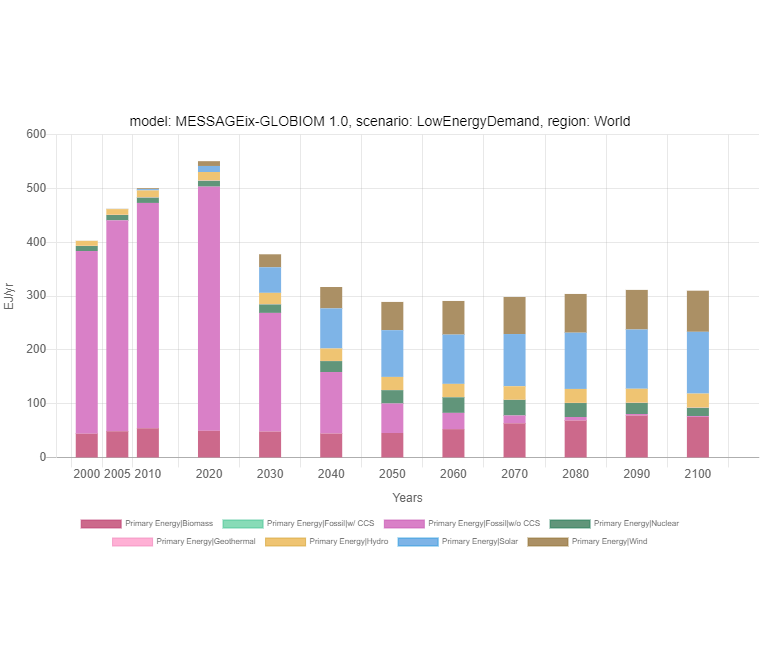 model: MESSAGEix-GLOBIOM 1.0, scenario: LowEnergyDemand, region: World
600
500
400
300
200
100
0
EJ/yr
2000 2005 2010 2020 2030 2040 2050 2060 2070 2080 2090 2100
Years
Primary Energy|Biomass Primary Energy|Fossil|w/ CCS Primary Energy|Fossil|w/o CCS Primary Energy|Nuclear
Primary Energy|Geothermal Primary Energy|Hydro Primary Energy|Solar Primary Energy|Wind